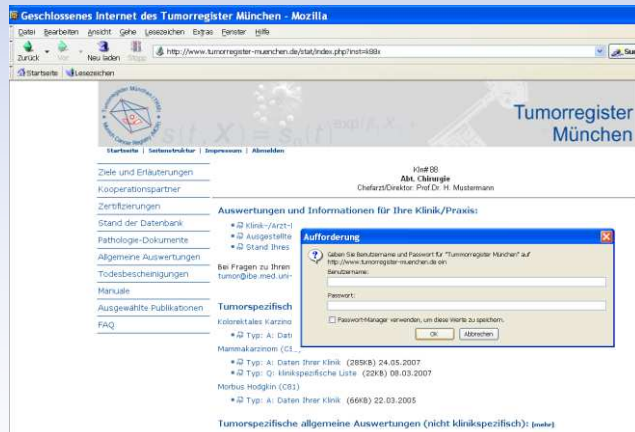 Geschlossenes Internet des Tumorregister München - Mozilla
Datei Bearbeiten Ansicht Gehe Lesezeichen Extras Fenster Hilfe
Zurück Vor Neu laden Stopp
http://www.tumorregister-muenchen.de/stat/index.php?inst=k88x
Startseite Lesezeichen
Tumorregister
München
Startseite | Seitenstruktur | Impressum | Abmelden
Ziele und Erläuterungen
Kooperationspartner
Zertifizierungen
Stand der Datenbank
Pathologie-Dokumente
Allgemeine Auswertungen
Todesbescheinigungen
Manuale
Ausgewählte Publikationen
FAQ
Kls# 88
Abt. Chirurgie
Chefarzt/Direktor: Prof.Dr. H. Mustermann
Auswertungen und Informationen für Ihre Klinik/Praxis:
Klinik-/Arzt-
Ausgestellte
Stand Ihres
Bei Fragen zu Ihren
tumor@ibe.med.uni-
Tumorspezifisch
Kolorektales Karzino
Typ: A: Dat
Mammakarzinom
Typ: A: Daten Ihrer Klinik (285KB) 24.05.2007
Typ: Q: klinikspezifische Liste (22KB) 08.03.2007
Morbus Hodgkin (C81)
Typ: A: Daten Ihrer Klinik (66KB) 22.03.2005
Tumorspezifische allgemeine Auswertungen (nicht klinikspezifisch): [mehr]
Aufforderung
Geben Sie Benutzername und Passwort für "Tumorregister München" auf
http://www.tumorregister-muenchen.de ein
Benutzername:
Passwort:
Passwort-Manager verwenden, um diese Werte zu speichern.
OK Abbrechen